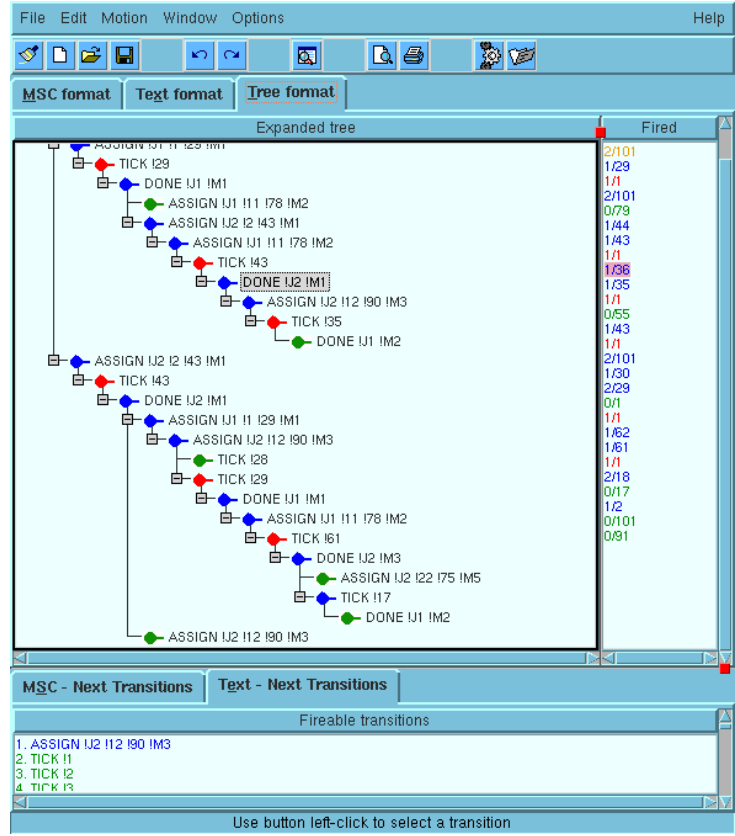 File Edit Motion Window Options Help
MSC format Text format Tree format
Expanded tree Fired
ASSIGN !J1 !1 !29 !M1 2/101
TICK !29 1/29
DONE !J1 !M1 1/1
2/101
ASSIGN !J1 !11 !78 !M2 0/79
ASSIGN !J2 !2 !43 !M1 1/44
ASSIGN !J1 !11 !78 !M2 1/43
TICK !43 1/1
DONE !J2 !M1 1/36
ASSIGN !J2 !12 !90 !M3 1/35
TICK !35 1/1
DONE !J1 !M2 0/55
ASSIGN !J2 !2 !43 !M1 1/43
TICK !43 1/1
DONE !J2 !M1 2/101
ASSIGN !J1 !1 !29 !M1 1/30
ASSIGN !J2 !12 !90 !M3 2/29
TICK !28 0/1
TICK !29 1/1
DONE !J1 !M1 1/62
ASSIGN !J1 !11 !78 !M2 1/61
TICK !61 1/1
DONE !J2 !M3 2/18
ASSIGN !J2 !22 !75 !M5 0/17
TICK !17 1/2
DONE !J1 !M2 0/101
ASSIGN !J2 !12 !90 !M3 0/91
MSC - Next Transitions Text - Next Transitions
Fireable transitions
1. ASSIGN !J2 !12 !90 !M3
2. TICK !1
3. TICK !2
4. TICK !3
Use button left-click to select a transition